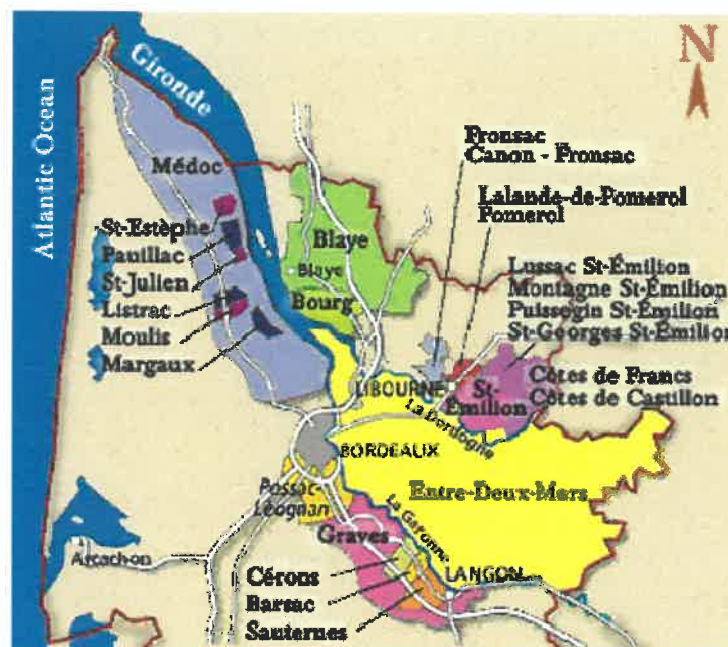 N
Atlantic Ocean
Gironde
Médoc
Fronsac
Canon - Fronsac
Lalande-de-Pomerol
Pomerol
St-Estèphe
Pauillac
St-Julien
Listrac
Moulis
Margaux
Blaye
Blaye
Bourg
Lussac St-Émilion
Montagne St-Émilion
Puissegin St-Émilion
St-Georges St-Émilion
LIBOURNE
St-
Émilion
Côtes de Francs
Côtes de Castillon
La Dordogne
BORDEAUX
Entre-Deux-Mers
Pessac-
Léognan
La Garonne
Graves
Arcachon
Cérons
Barsac
Sauternes
LANGON